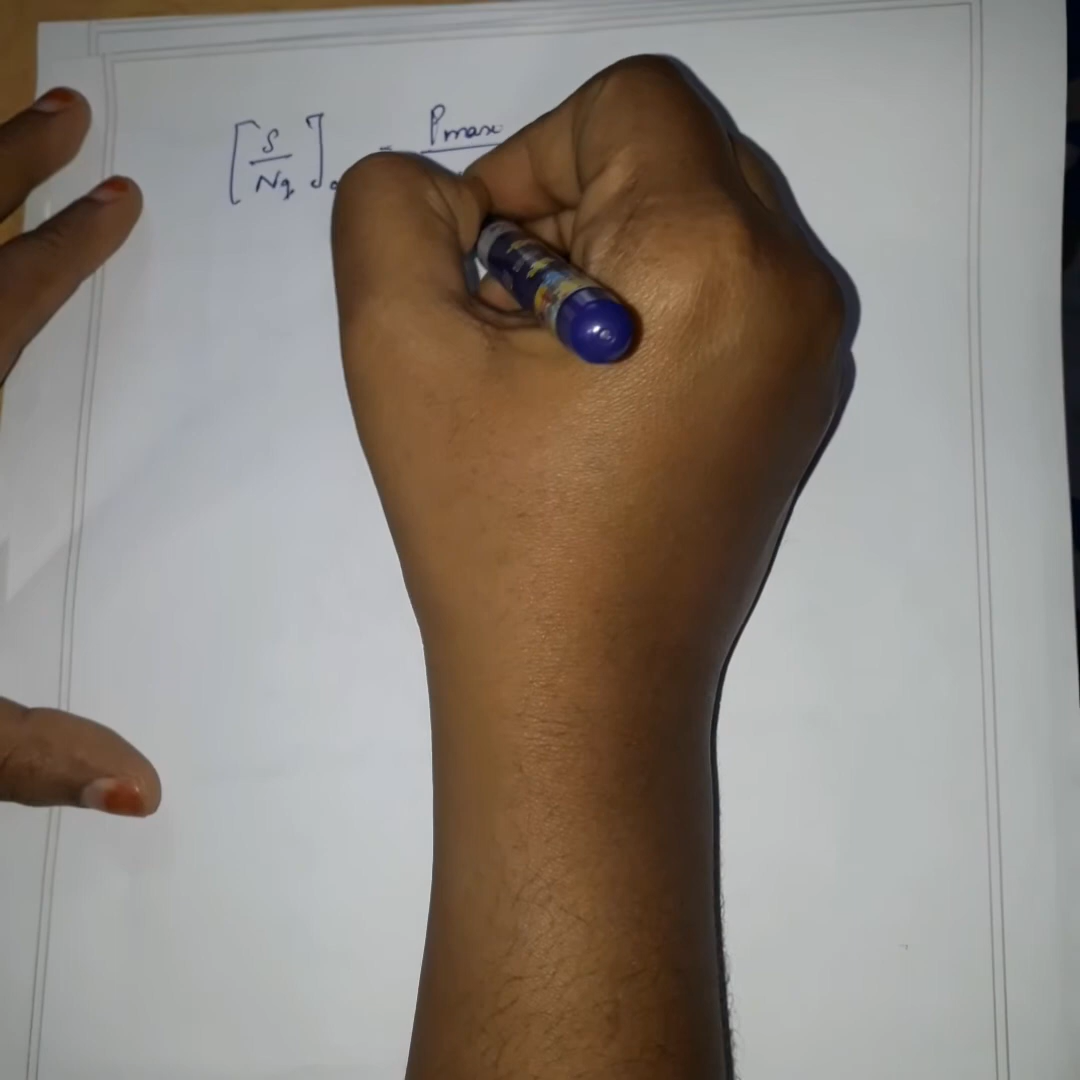 [S/Nq]o = Pmax